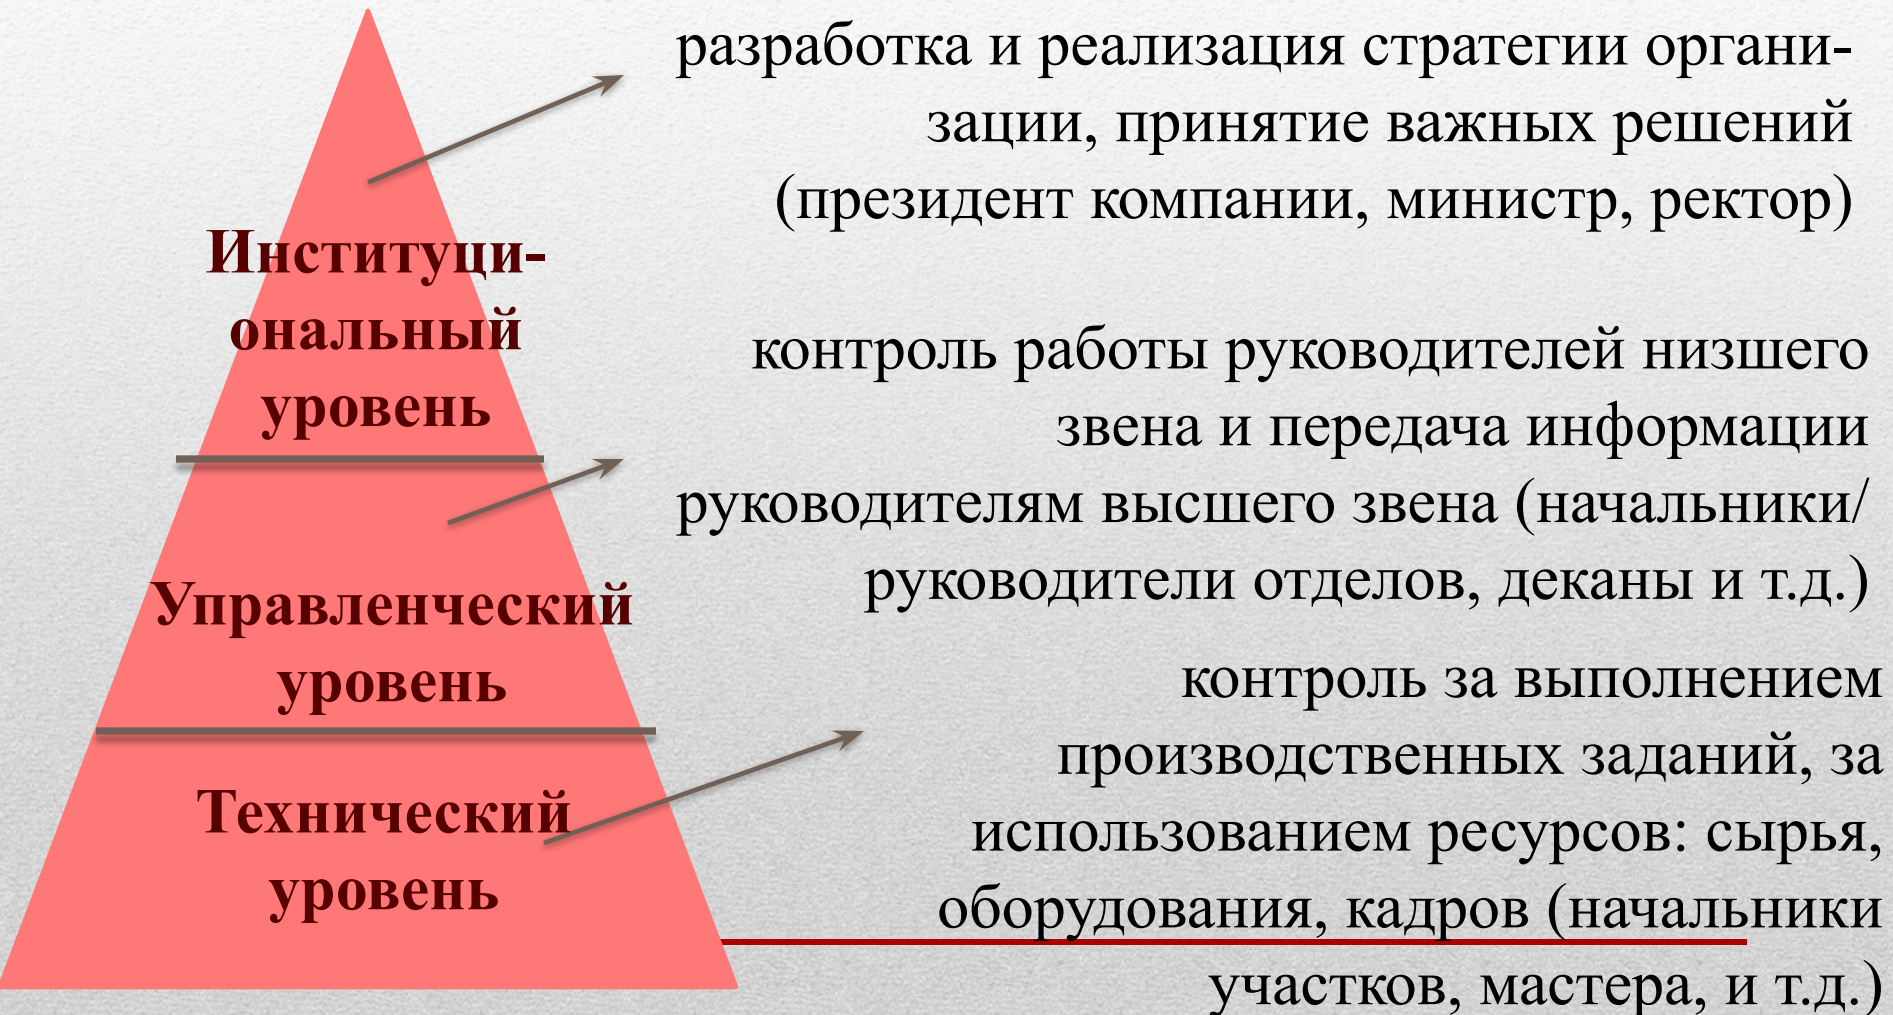 разработка и реализация стратегии органи-
зации, принятие важных решений
(президент компании, министр, ректор)
Институци-
ональный
уровень
контроль работы руководителей низшего
звена и передача информации
руководителям высшего звена (начальники/
руководители отделов, деканы и т.д.)
Управленческий
уровень
контроль за выполнением
производственных заданий, за
использованием ресурсов: сырья,
оборудования, кадров (начальники
участков, мастера, и т.д.)
Технический
уровень